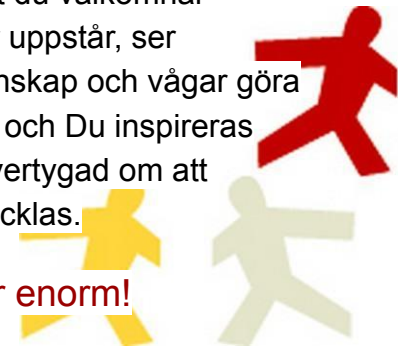 du välkomnar
uppstår, ser
nskap och vågar göra
och Du inspireras
vertygad om att
cklas.
r enorm!